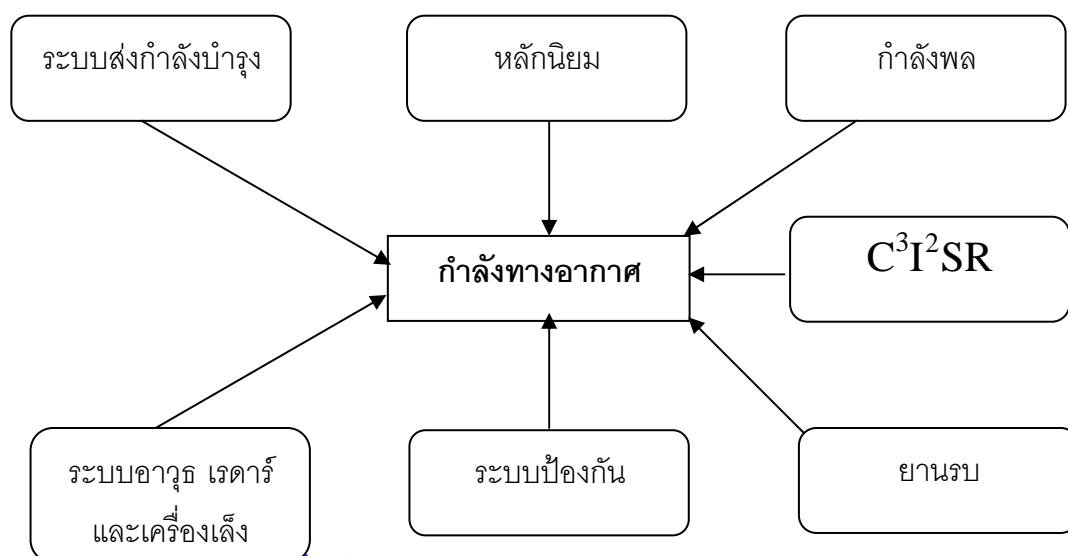 ระบบส่งกำลังบำรุง
หลักนิยม
กำลังพล
กำลังทางอากาศ
C³I²SR
ระบบอาวุธ เรดาร์
และเครื่องเล็ง
ระบบป้องกัน
ยานรบ